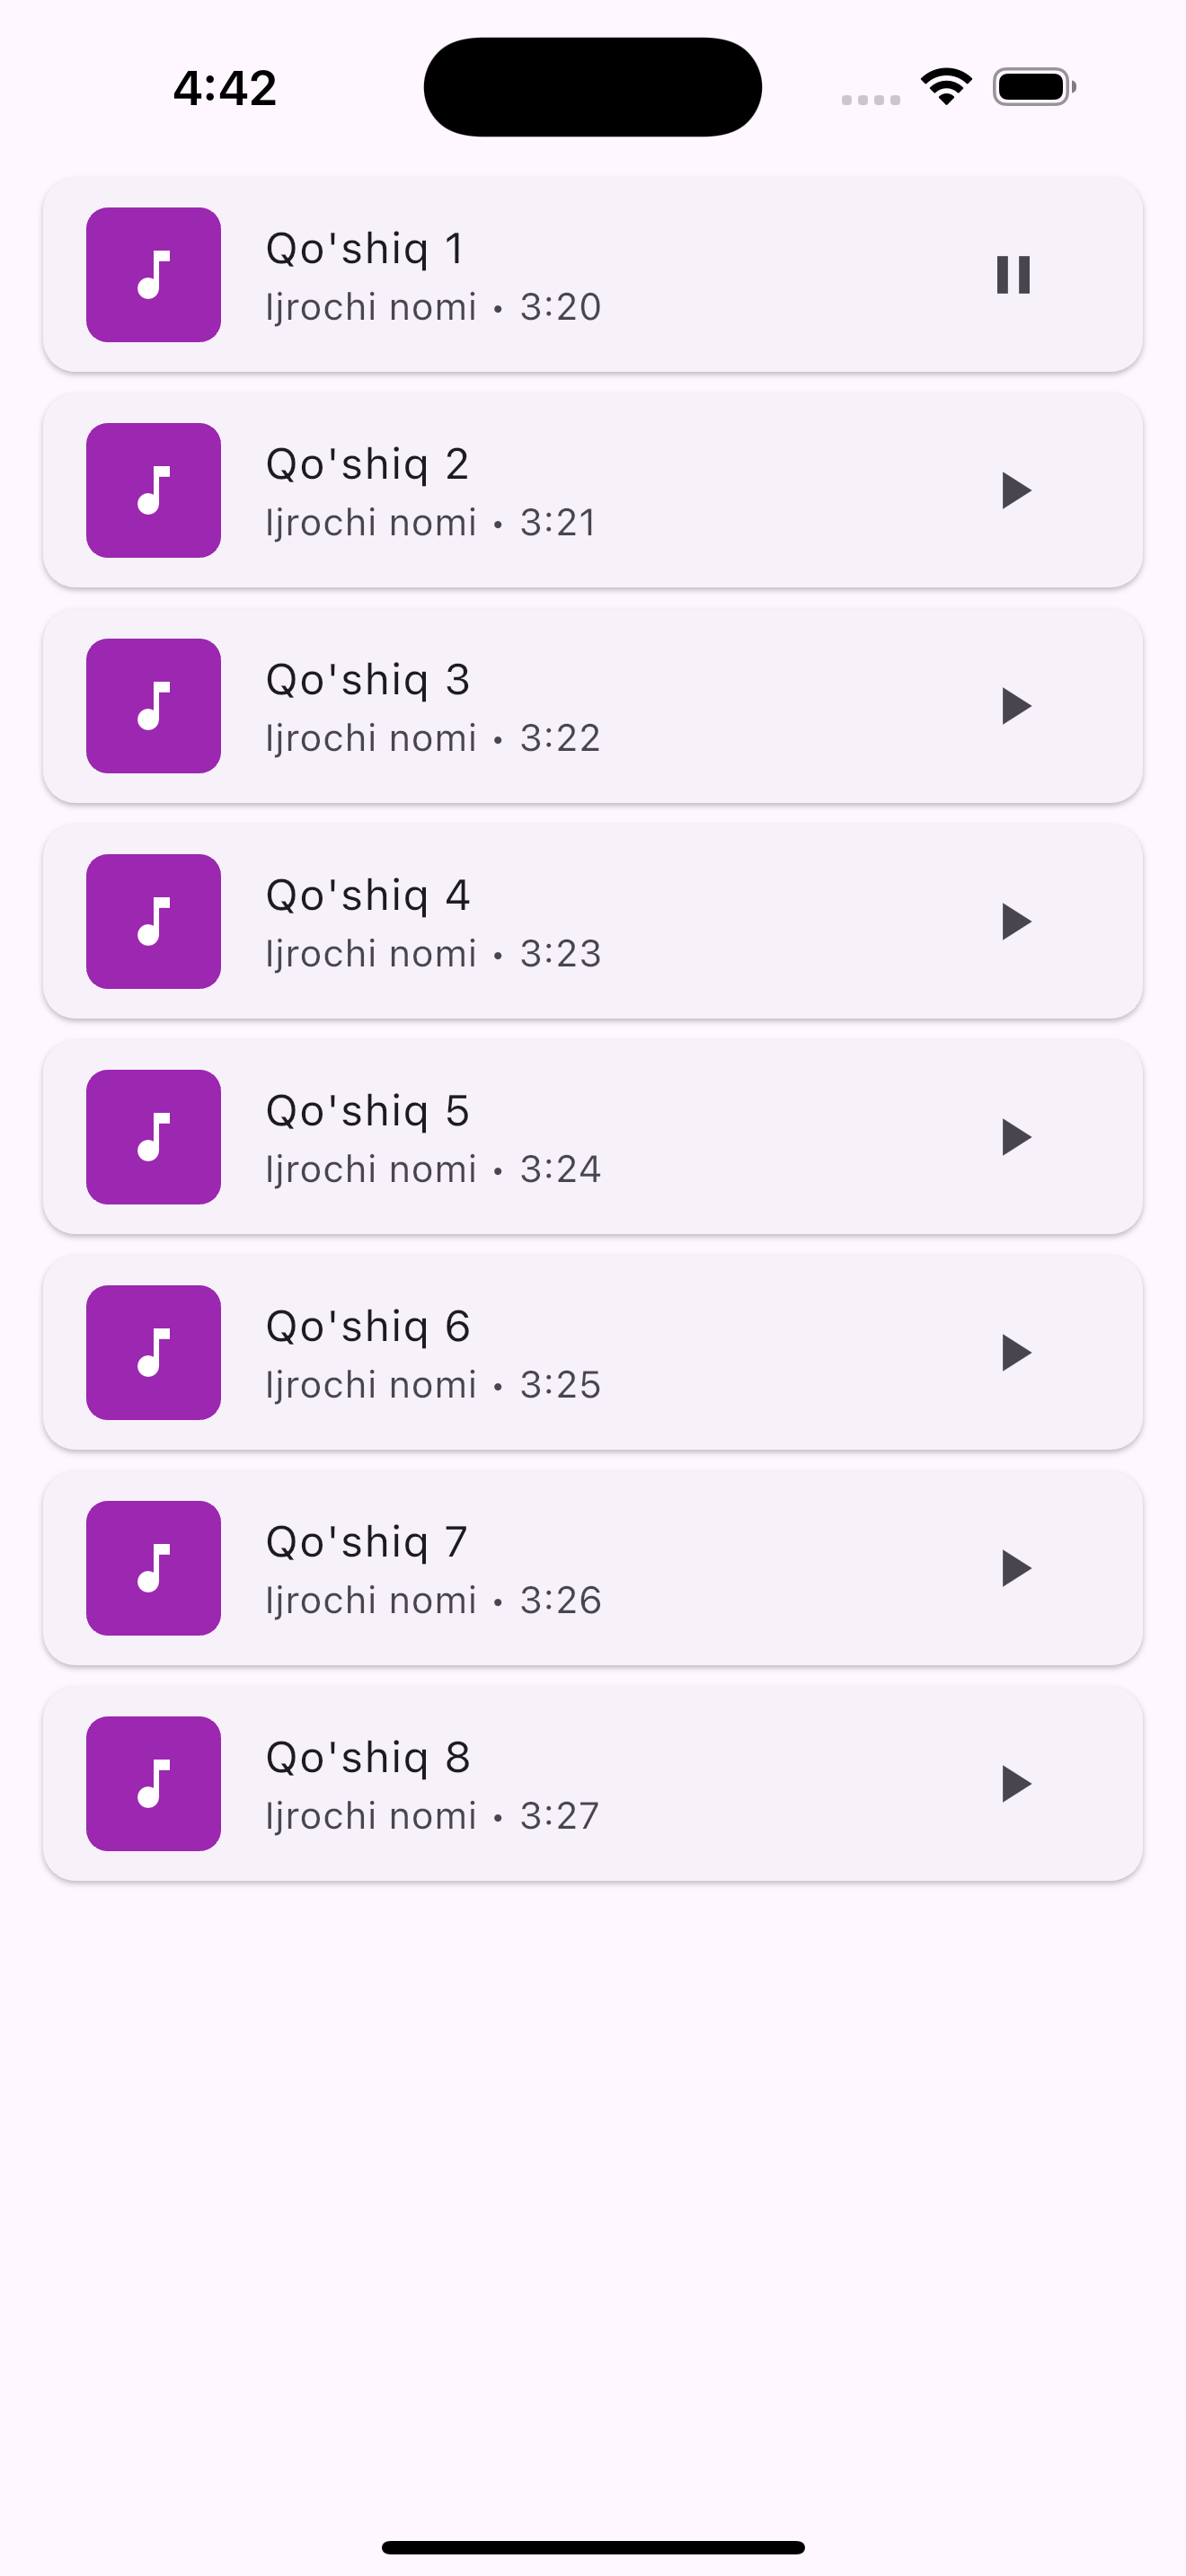 4:42
Qo'shiq 1
Ijrochi nomi • 3:20
Qo'shiq 2
Ijrochi nomi • 3:21
Qo'shiq 3
Ijrochi nomi • 3:22
Qo'shiq 4
Ijrochi nomi • 3:23
Qo'shiq 5
Ijrochi nomi • 3:24
Qo'shiq 6
Ijrochi nomi • 3:25
Qo'shiq 7
Ijrochi nomi • 3:26
Qo'shiq 8
Ijrochi nomi • 3:27